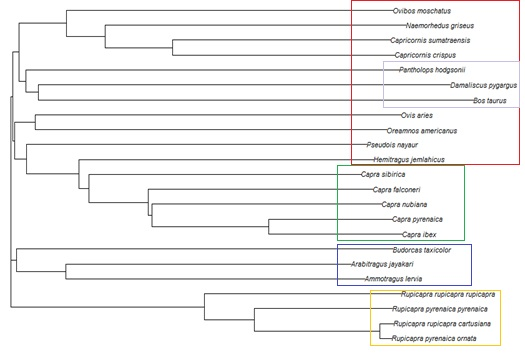 Ovibos moschatus
Naemorhedus griseus
Capricornis sumatraensis
Capricornis crispus
Pantholops hodgsonii
Damaliscus pygargus
Bos taurus
Ovis aries
Oreamnos americanus
Pseudois nayaur
Hemitragus jemlahicus
Capra sibirica
Capra falconeri
Capra nubiana
Capra pyrenaica
Capra ibex
Budorcas taxicolor
Arabitragus jayakari
Ammotragus lervia
Rupicapra rupicapra rupicapra
Rupicapra pyrenaica pyrenaica
Rupicapra rupicapra cartusiana
Rupicapra pyrenaica ornata